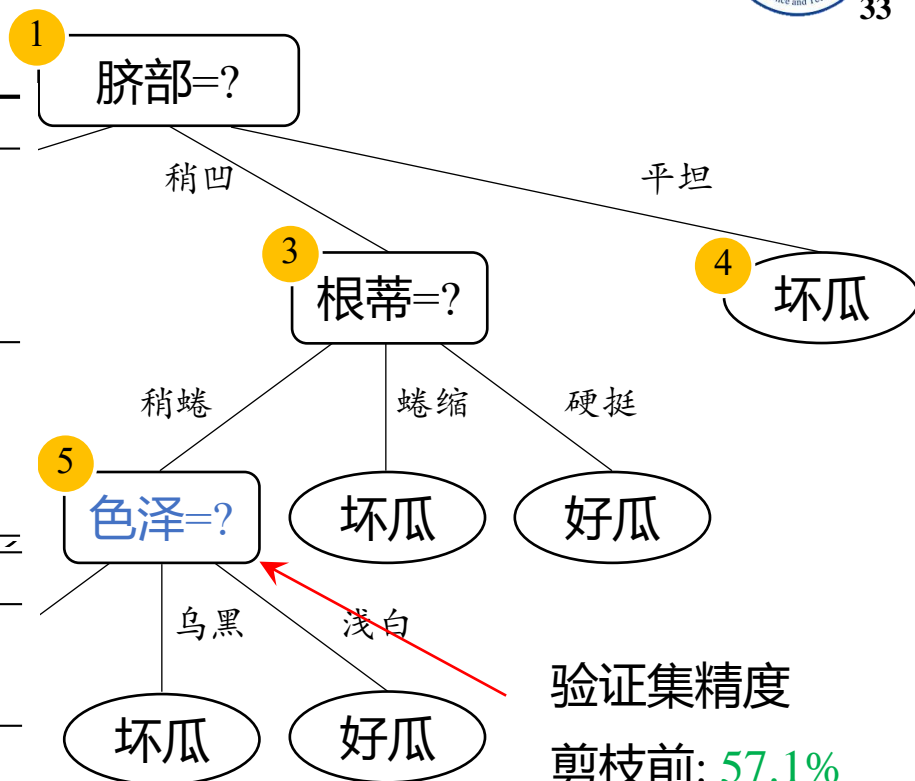 33
1
脐部=?
稍凹
平坦
3
根蒂=?
4
坏瓜
稍蜷
蜷缩
硬挺
5
色泽=?
坏瓜
好瓜
乌黑
浅白
坏瓜
好瓜
验证集精度
剪枝前: 57.1%